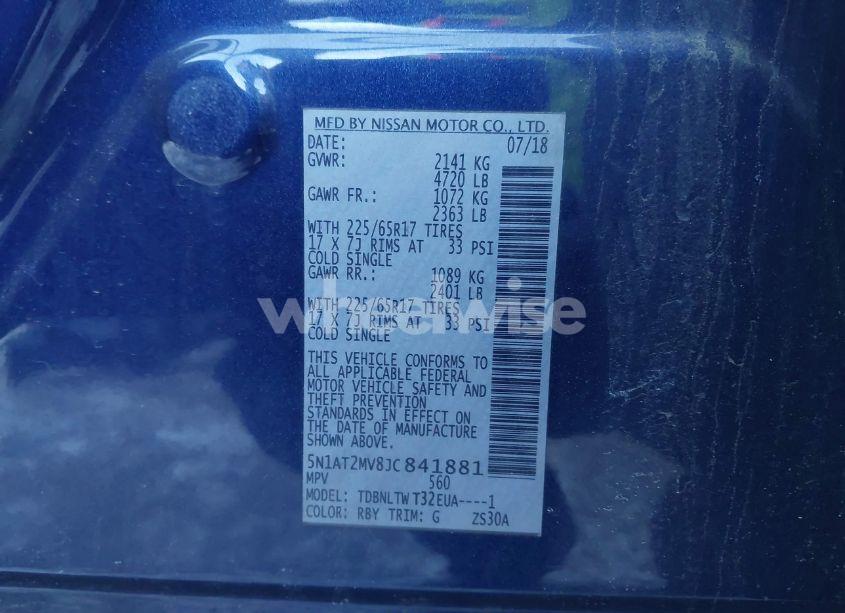 MFD BY NISSAN MOTOR CO., LTD.
DATE: 07/18
GVWR: 2141 KG
4720 LB
GAWR FR.: 1072 KG
2363 LB
WITH 225/65R17 TIRES
17 X 7J RIMS AT 33 PSI
COLD SINGLE
GAWR RR.: 1089 KG
2401 LB
WITH 225/65R17 TIRES
17 X 7J RIMS AT 33 PSI
COLD SINGLE
wheelwise
THIS VEHICLE CONFORMS TO
ALL APPLICABLE FEDERAL
MOTOR VEHICLE SAFETY AND
THEFT PREVENTION
STANDARDS IN EFFECT ON
THE DATE OF MANUFACTURE
SHOWN ABOVE.
5N1AT2MV8JC841881
MPV 560
MODEL: TDBNLTW T32EUA----1
COLOR: RBY TRIM: G ZS30A